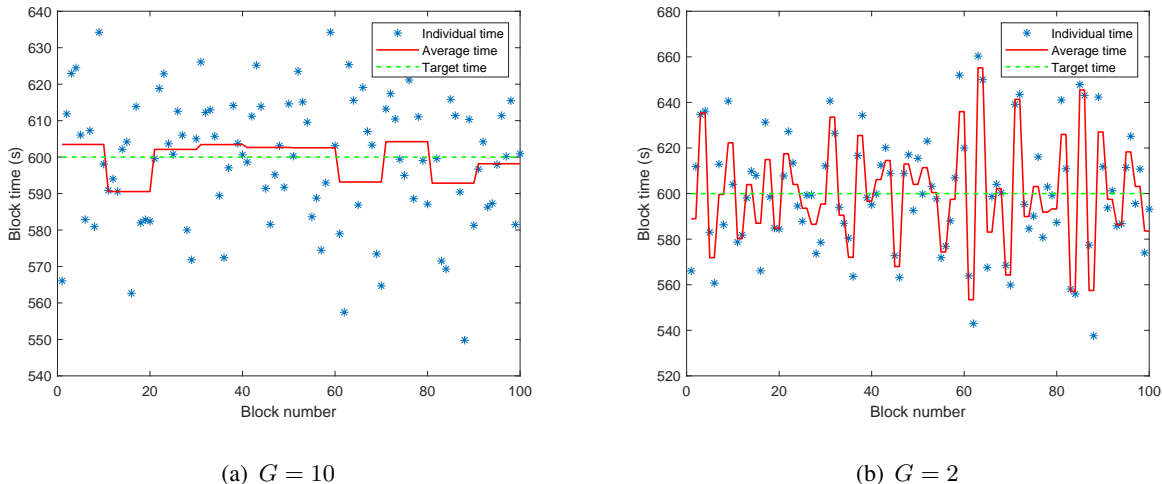 640
630
620
610
600
590
580
570
560
550
540
Block time (s)
0 20 40 60 80 100
Block number
Individual time
Average time
Target time
(a) G = 10
680
660
640
620
600
580
560
540
520
Block time (s)
0 20 40 60 80 100
Block number
Individual time
Average time
Target time
(b) G = 2